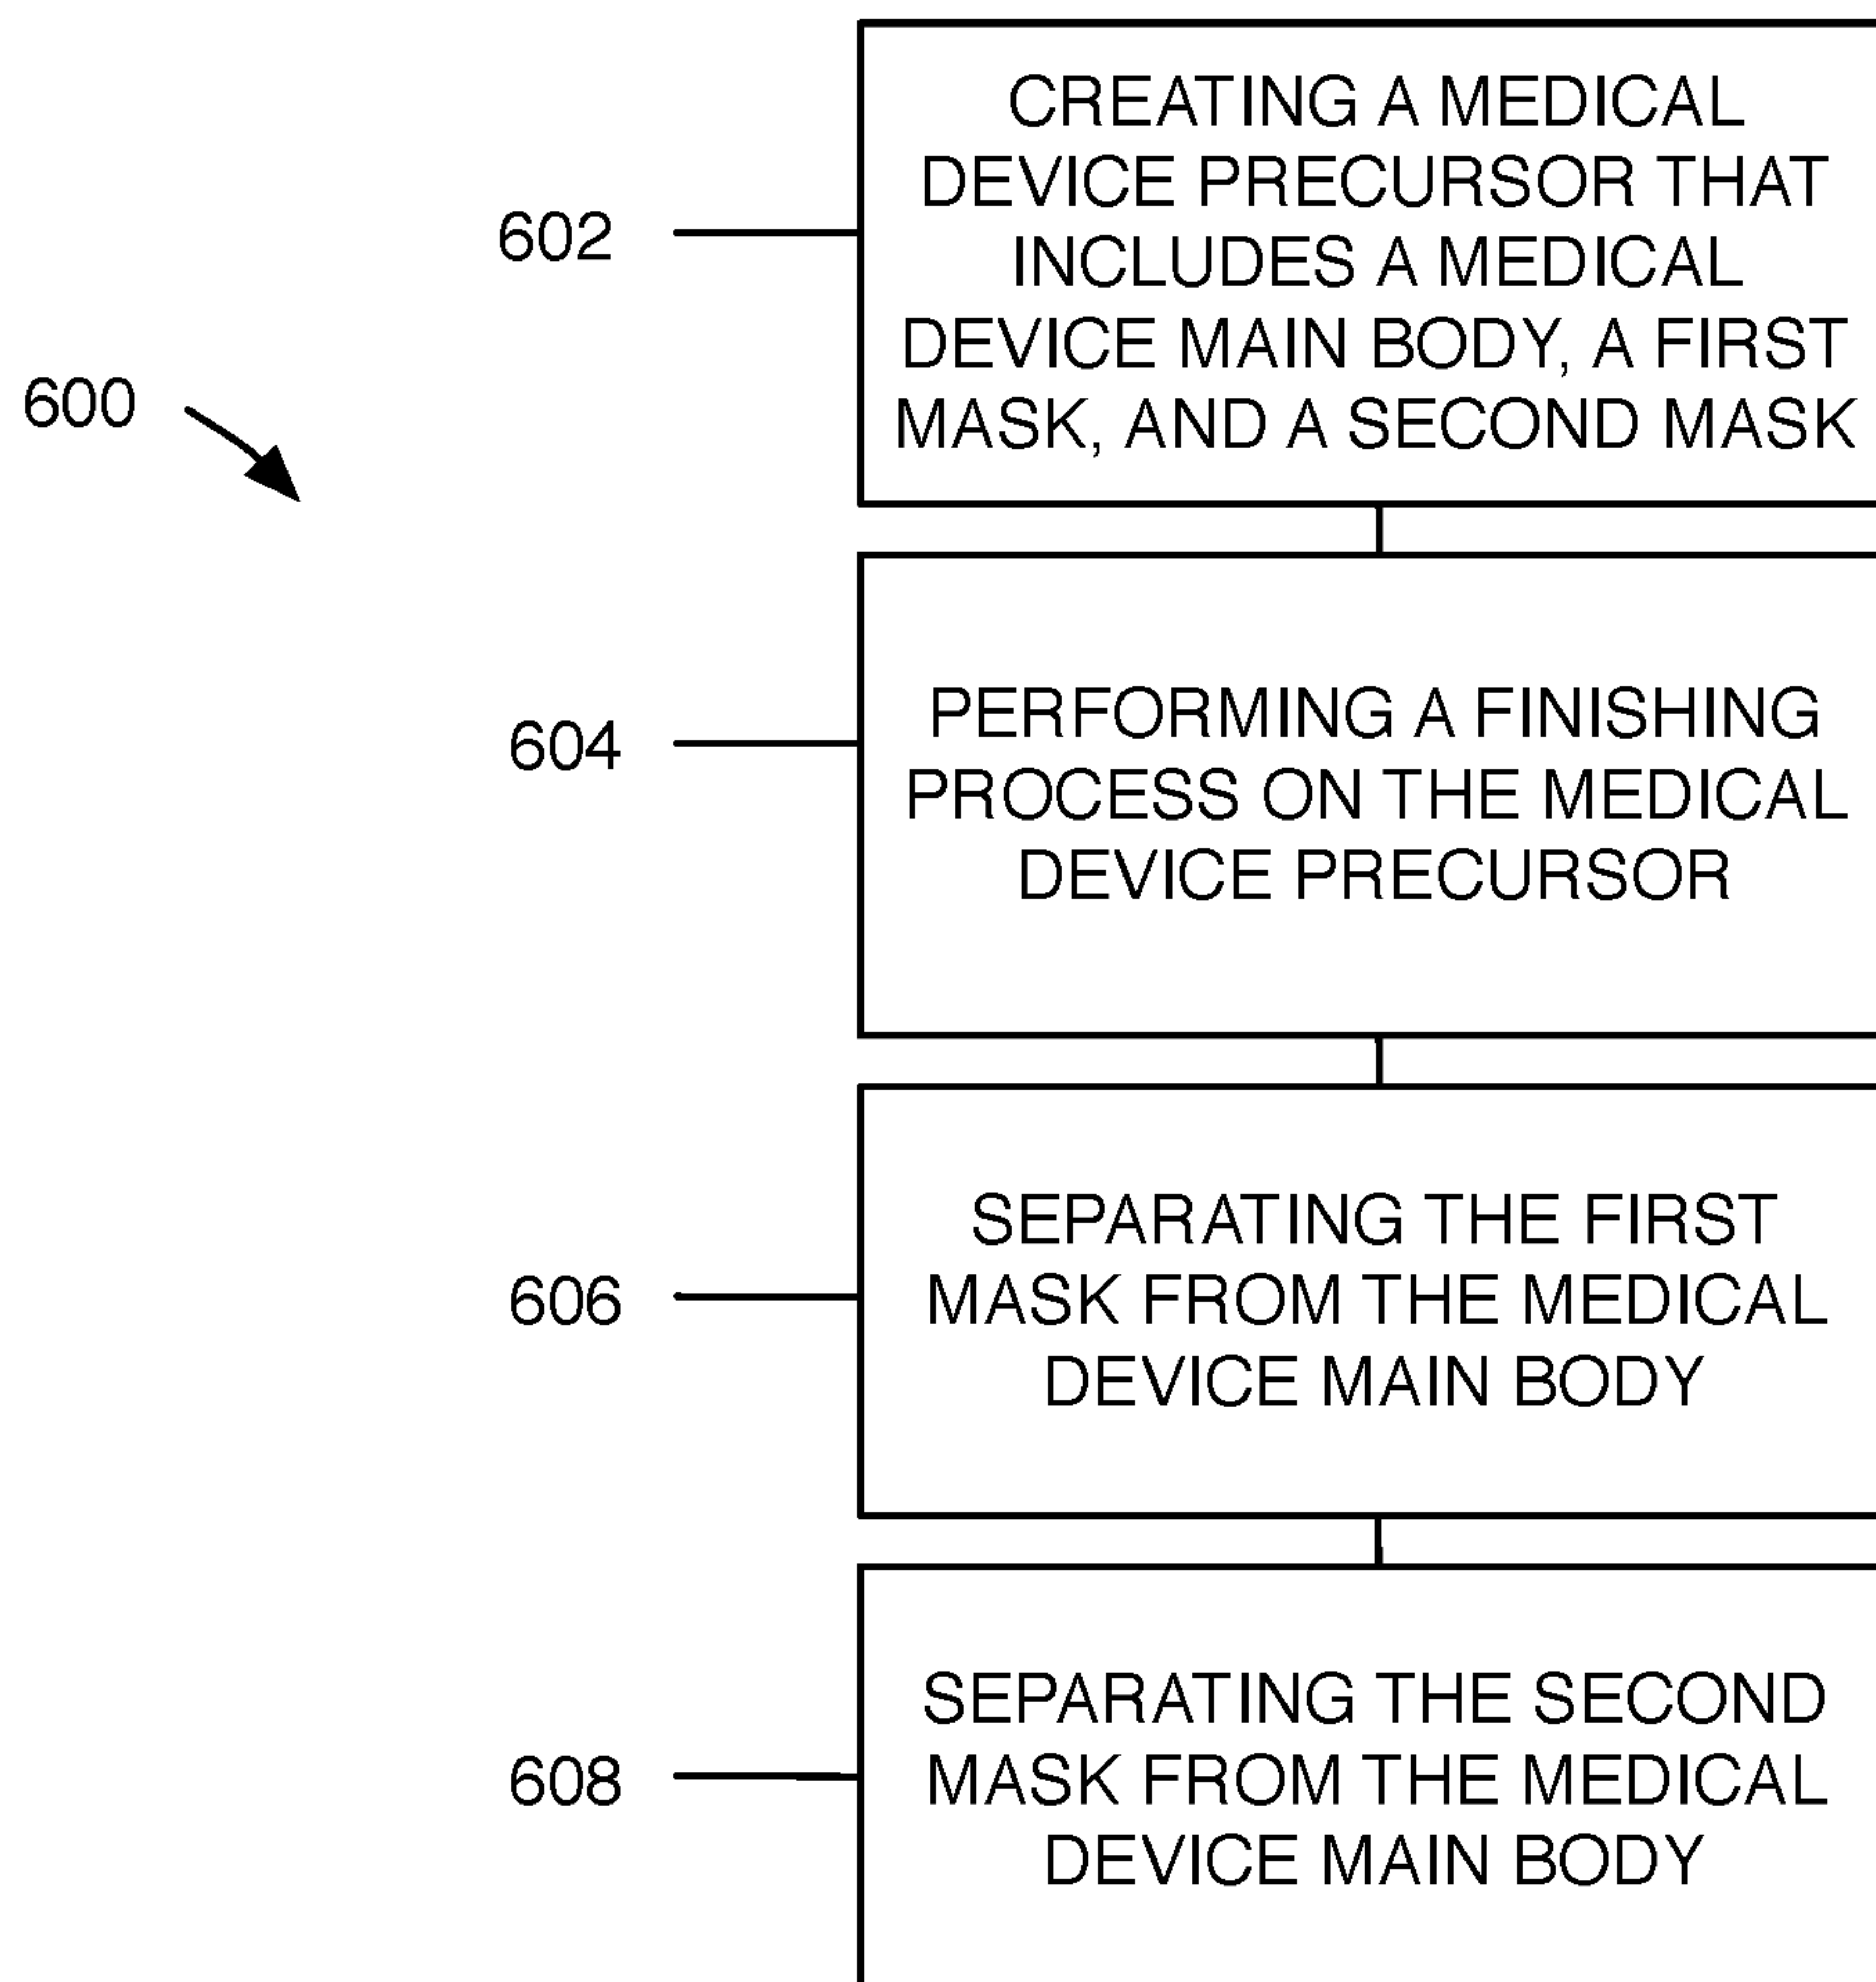 602
CREATING A MEDICAL
DEVICE PRECURSOR THAT
INCLUDES A MEDICAL
DEVICE MAIN BODY, A FIRST
MASK, AND A SECOND MASK
600
604
PERFORMING A FINISHING
PROCESS ON THE MEDICAL
DEVICE PRECURSOR
606
SEPARATING THE FIRST
MASK FROM THE MEDICAL
DEVICE MAIN BODY
608
SEPARATING THE SECOND
MASK FROM THE MEDICAL
DEVICE MAIN BODY